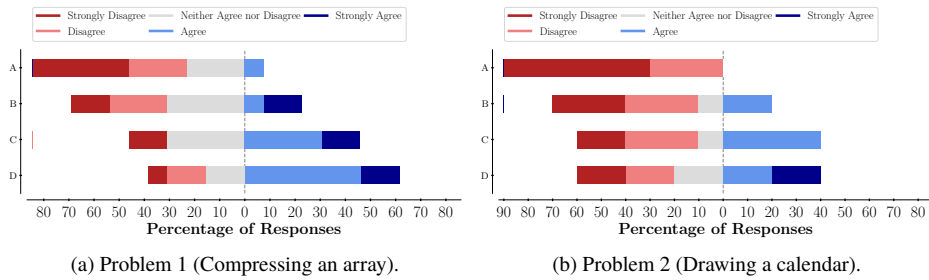 Strongly Disagree Neither Agree nor Disagree Strongly Agree
Disagree Agree
A
B
C
D
80 70 60 50 40 30 20 10 0 10 20 30 40 50 60 70 80
Percentage of Responses
(a) Problem 1 (Compressing an array).
Strongly Disagree Neither Agree nor Disagree Strongly Agree
Disagree Agree
A
B
C
D
90 80 70 60 50 40 30 20 10 0 10 20 30 40 50 60 70 80
Percentage of Responses
(b) Problem 2 (Drawing a calendar).